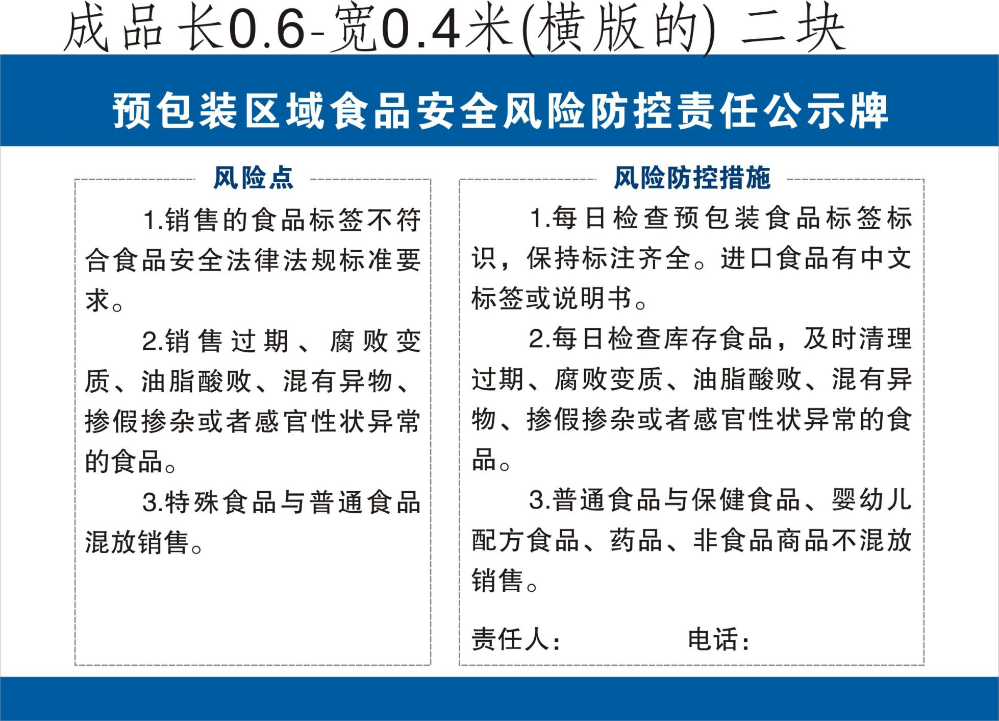 成品长0.6-宽0.4米(横版的) 二块
预包装区域食品安全风险防控责任公示牌
风险点
1.销售的食品标签不符
合食品安全法律法规标准要
求。
2.销售过期、腐败变
质、油脂酸败、混有异物、
掺假掺杂或者感官性状异常
的食品。
3.特殊食品与普通食品
混放销售。
风险防控措施
1.每日检查预包装食品标签标
识，保持标注齐全。进口食品有中文
标签或说明书。
2.每日检查库存食品，及时清理
过期、腐败变质、油脂酸败、混有异
物、掺假掺杂或者感官性状异常的食
品。
3.普通食品与保健食品、婴幼儿
配方食品、药品、非食品商品不混放
销售。
责任人： 电话：